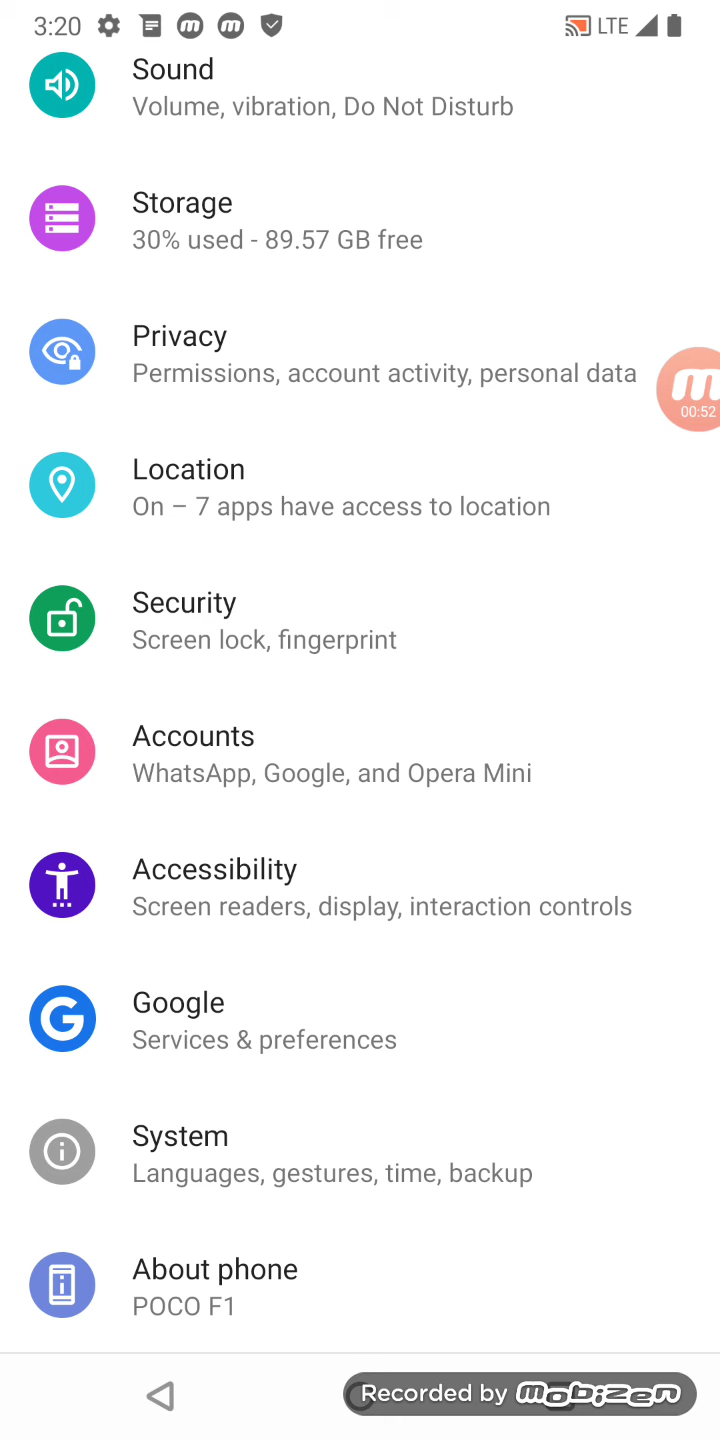 3:20 LTE
Sound
Volume, vibration, Do Not Disturb
Storage
30% used - 89.57 GB free
Privacy
Permissions, account activity, personal data
00:52
Location
On – 7 apps have access to location
Security
Screen lock, fingerprint
Accounts
WhatsApp, Google, and Opera Mini
Accessibility
Screen readers, display, interaction controls
Google
Services & preferences
System
Languages, gestures, time, backup
About phone
POCO F1
Recorded by mobizen